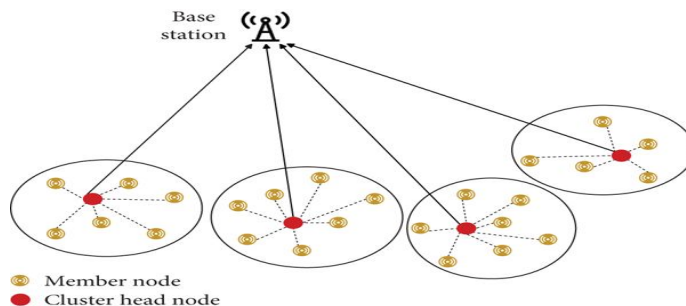 Base
station
Member node
Cluster head node